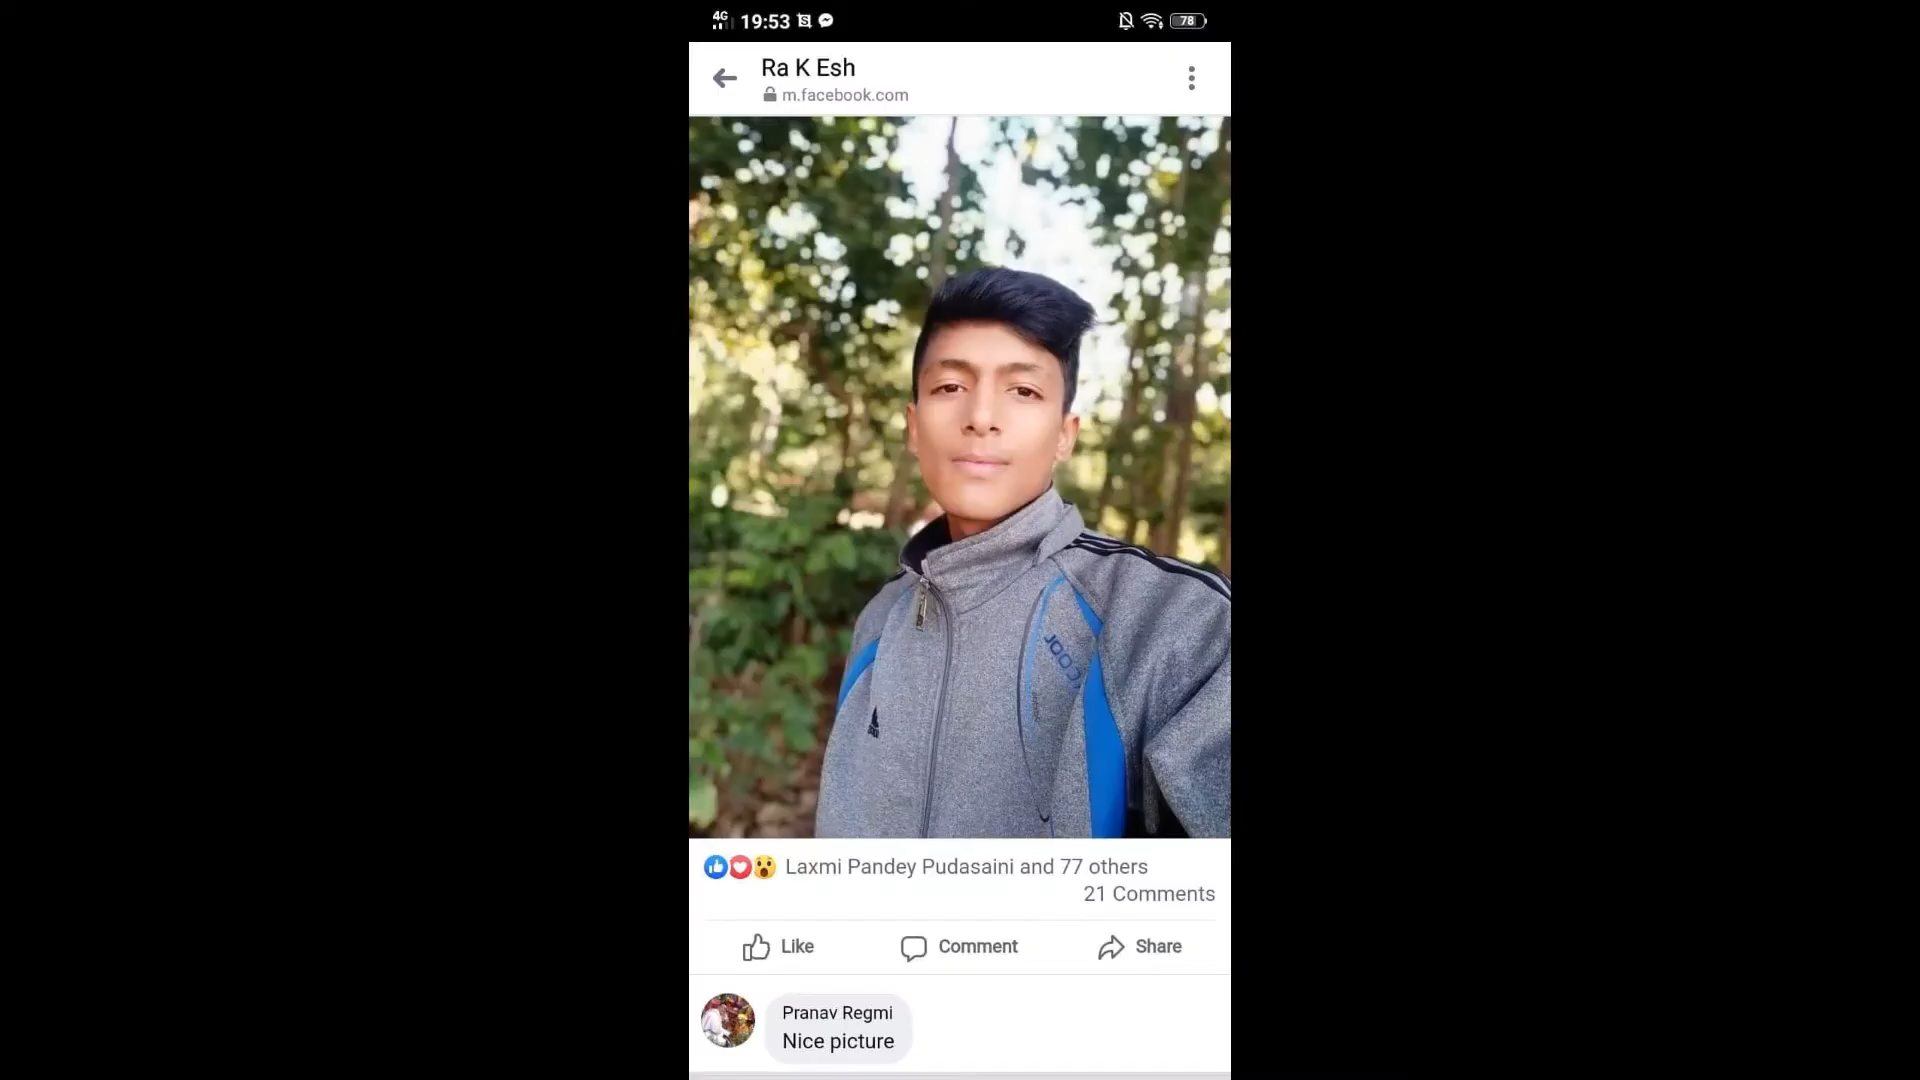 4G 19:53 78
Ra K Esh
m.facebook.com
Laxmi Pandey Pudasaini and 77 others
21 Comments
Like Comment Share
Pranav Regmi
Nice picture